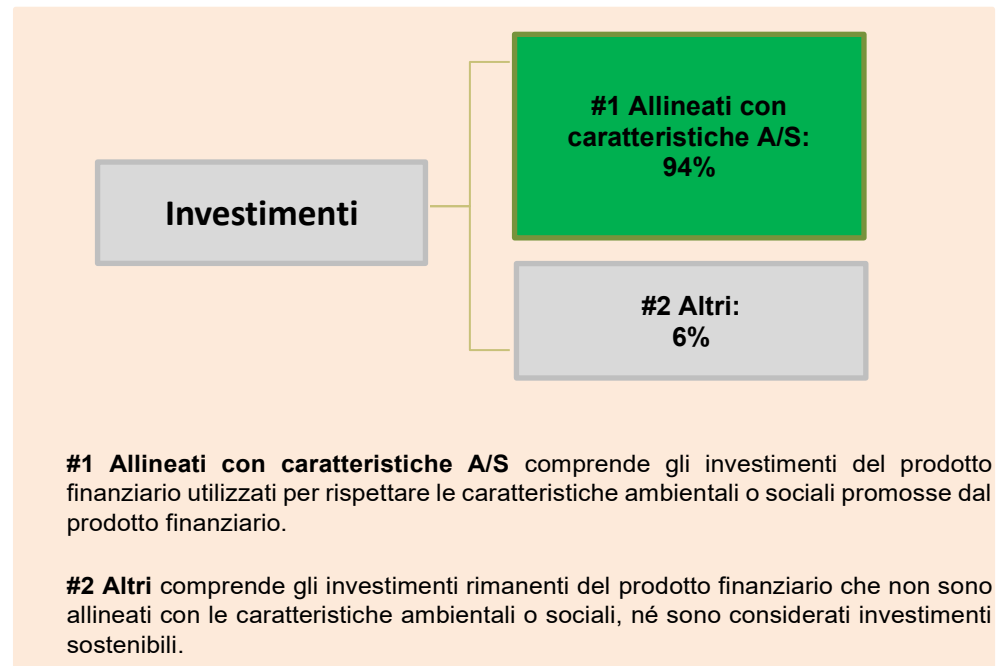 #1 Allineati con
caratteristiche A/S:
94%
Investimenti
#2 Altri:
6%
#1 Allineati con caratteristiche A/S comprende gli investimenti del prodotto
finanziario utilizzati per rispettare le caratteristiche ambientali o sociali promosse dal
prodotto finanziario.
#2 Altri comprende gli investimenti rimanenti del prodotto finanziario che non sono
allineati con le caratteristiche ambientali o sociali, né sono considerati investimenti
sostenibili.